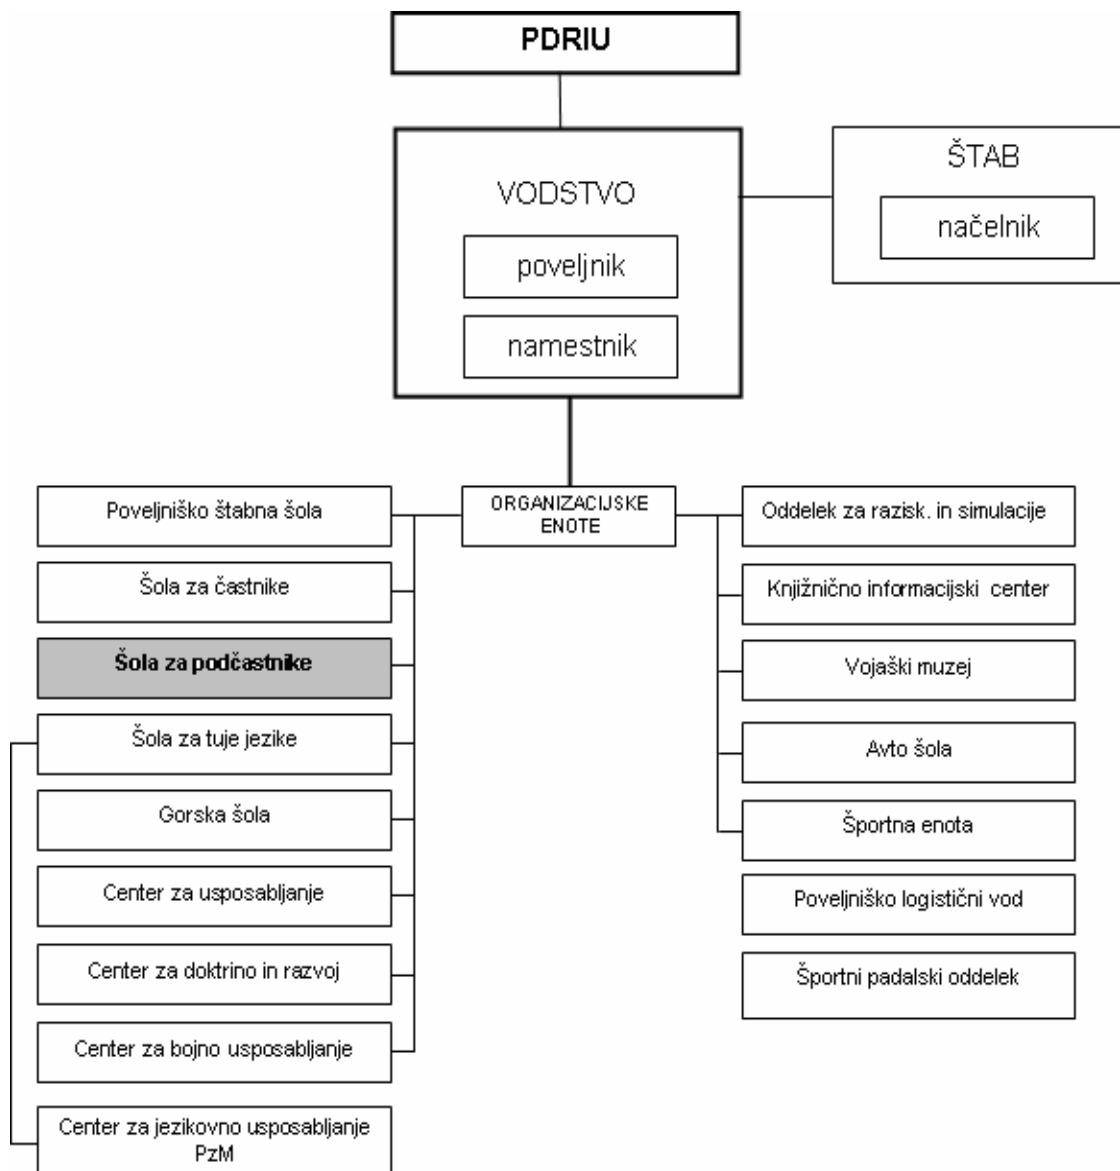 PDRIU
VODSTVO
poveljnik
namestnik
ŠTAB
načelnik
ORGANIZACIJSKE
ENOTE
Poveljniško štabna šola
Šola za častnike
Šola za podčastnike
Šola za tuje jezike
Gorska šola
Center za usposabljanje
Center za doktrino in razvoj
Center za bojno usposabljanje
Center za jezikovno usposabljanje
PzM
Oddelek za razisk. in simulacije
Knjižnično informacijski center
Vojaški muzej
Avto šola
Športna enota
Poveljniško logistični vod
Športni padalski oddelek